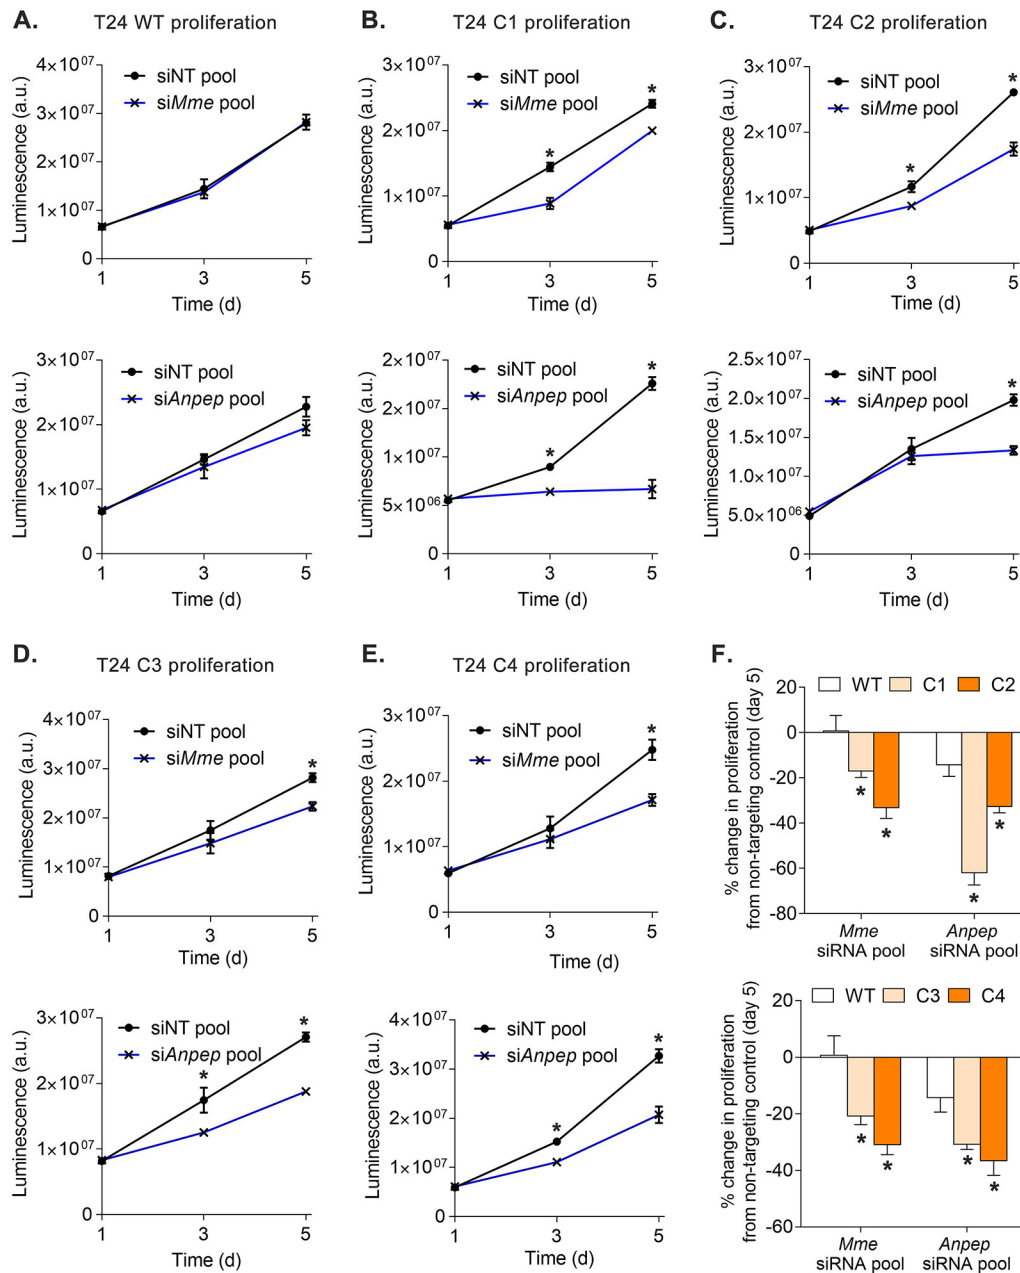 A.
T24 WT proliferation
4×10⁰⁷
3×10⁰⁷
2×10⁰⁷
1×10⁰⁷
0
Luminescence (a.u.)
siNT pool
siMme pool
1 3 5
Time (d)
3×10⁰⁷
2×10⁰⁷
1×10⁰⁷
0
Luminescence (a.u.)
siNT pool
siAnpep pool
1 3 5
Time (d)
B.
T24 C1 proliferation
3×10⁰⁷
2×10⁰⁷
1×10⁰⁷
0
Luminescence (a.u.)
siNT pool
siMme pool
*
*
1 3 5
Time (d)
2×10⁰⁷
2×10⁰⁷
1×10⁰⁷
5×10⁰⁶
0
Luminescence (a.u.)
siNT pool
siAnpep pool
*
*
1 3 5
Time (d)
C.
T24 C2 proliferation
3×10⁰⁷
2×10⁰⁷
1×10⁰⁷
0
Luminescence (a.u.)
siNT pool
siMme pool
*
*
1 3 5
Time (d)
2.5×10⁰⁷
2.0×10⁰⁷
1.5×10⁰⁷
1.0×10⁰⁷
5.0×10⁰⁶
0
Luminescence (a.u.)
siNT pool
siAnpep pool
*
1 3 5
Time (d)
D.
T24 C3 proliferation
4×10⁰⁷
3×10⁰⁷
2×10⁰⁷
1×10⁰⁷
0
Luminescence (a.u.)
siNT pool
siMme pool
*
1 3 5
Time (d)
3×10⁰⁷
2×10⁰⁷
1×10⁰⁷
0
Luminescence (a.u.)
siNT pool
siAnpep pool
*
*
1 3 5
Time (d)
E.
T24 C4 proliferation
3×10⁰⁷
2×10⁰⁷
1×10⁰⁷
0
Luminescence (a.u.)
siNT pool
siMme pool
*
1 3 5
Time (d)
4×10⁰⁷
3×10⁰⁷
2×10⁰⁷
1×10⁰⁷
0
Luminescence (a.u.)
siNT pool
siAnpep pool
*
*
1 3 5
Time (d)
F.
WT C1 C2
20
0
-20
-40
-60
-80
% change in proliferation
from non-targeting control (day 5)
* * * *
Mme Anpep
siRNA pool siRNA pool
WT C3 C4
20
0
-20
-40
-60
% change in proliferation
from non-targeting control (day 5)
* * * *
Mme Anpep
siRNA pool siRNA pool